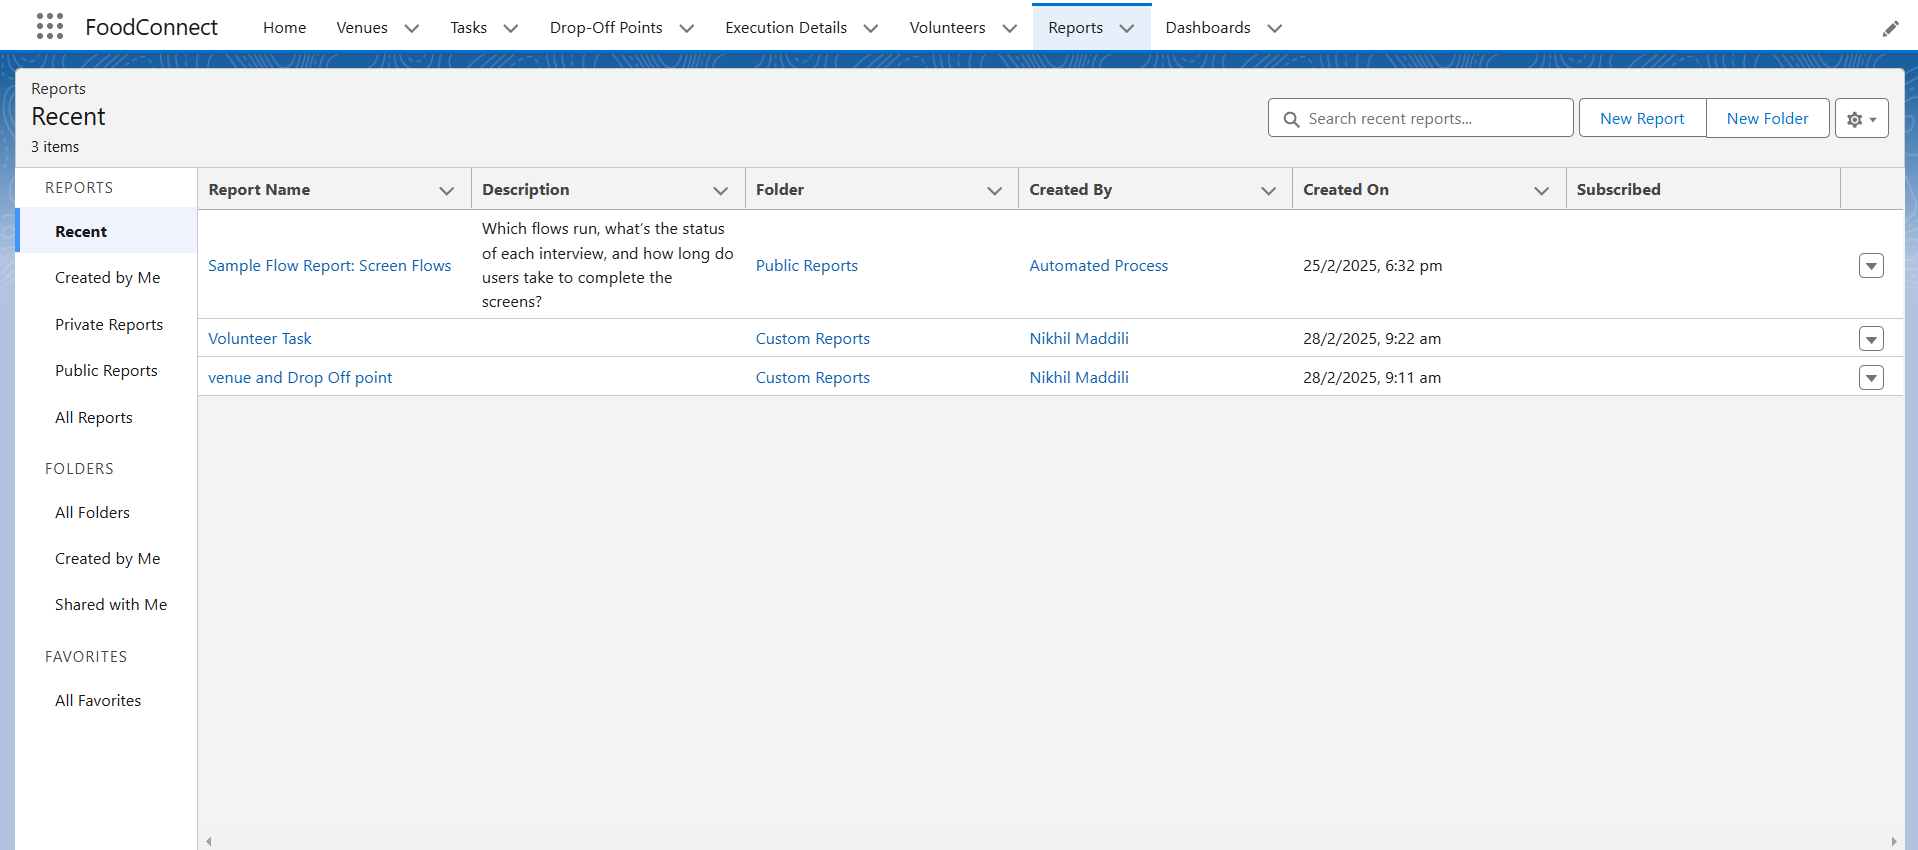 FoodConnect Home Venues Tasks Drop-Off Points Execution Details Volunteers Reports Dashboards
Reports
Recent
3 items
Search recent reports...
New Report
New Folder
REPORTS
Recent
Created by Me
Private Reports
Public Reports
All Reports
FOLDERS
All Folders
Created by Me
Shared with Me
FAVORITES
All Favorites
Report Name Description Folder Created By Created On Subscribed
Sample Flow Report: Screen Flows
Which flows run, what's the status
of each interview, and how long do
users take to complete the
screens?
Public Reports Automated Process 25/2/2025, 6:32 pm
Volunteer Task Custom Reports Nikhil Maddili 28/2/2025, 9:22 am
venue and Drop Off point Custom Reports Nikhil Maddili 28/2/2025, 9:11 am